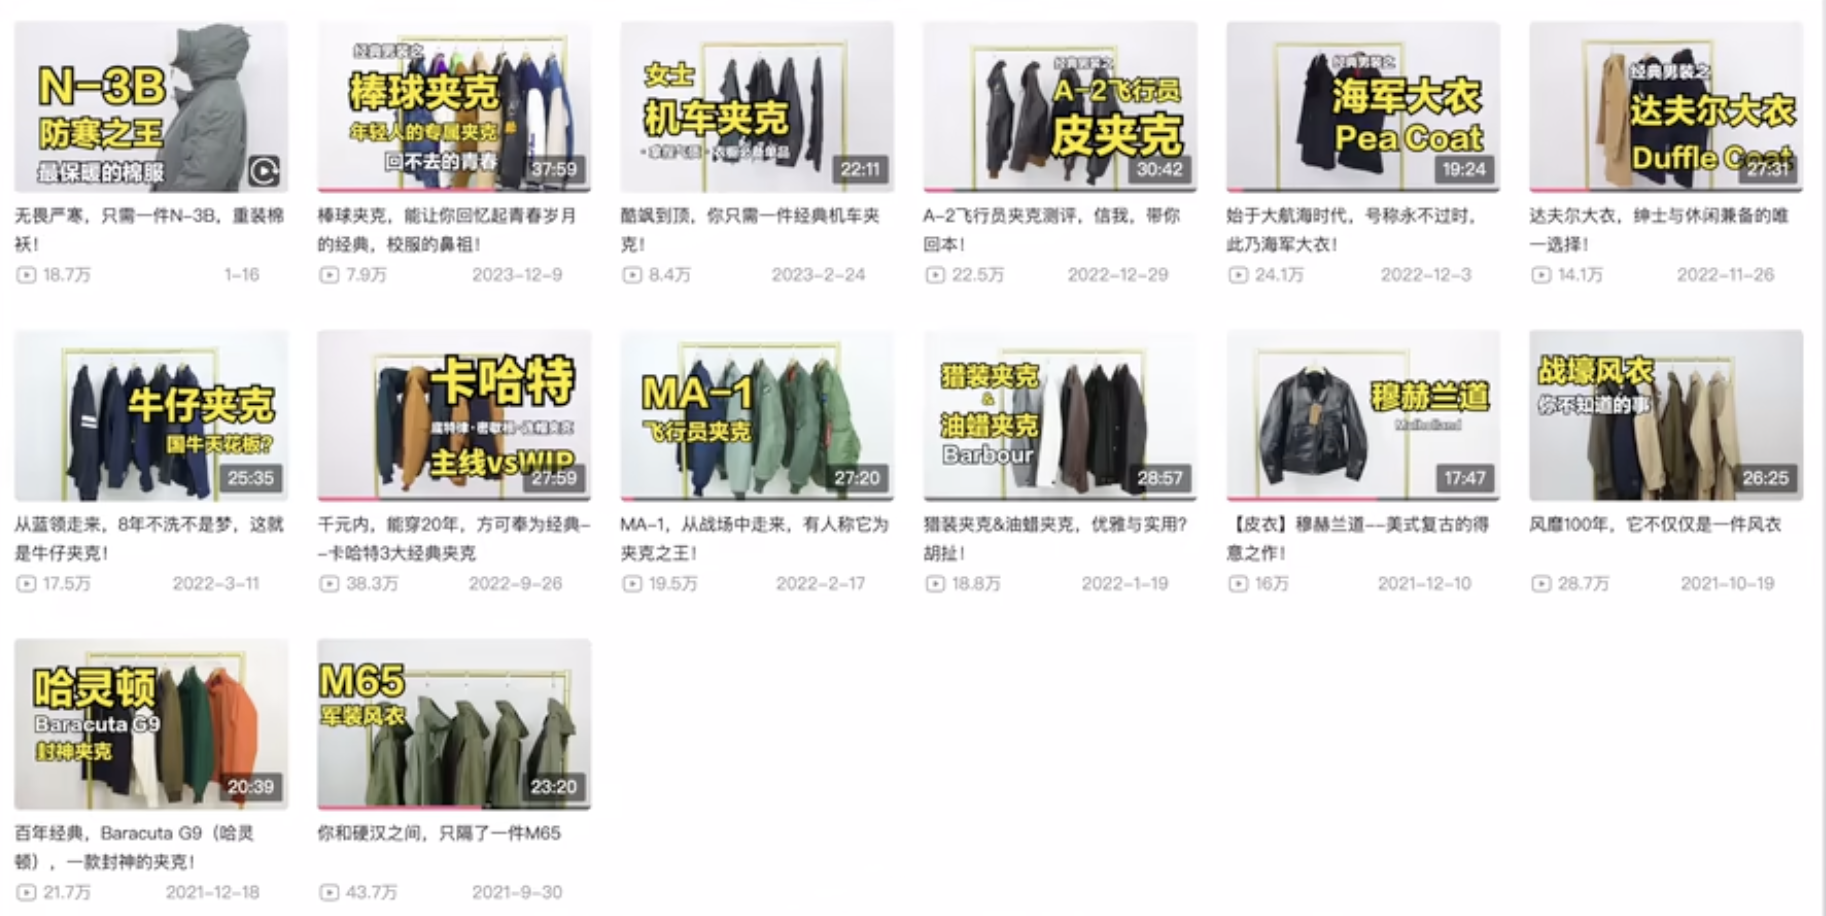 N-3B
防寒之王
最保暖的棉服
无畏严寒，只需一件N-3B，重装棉
袄！
18.7万
1-16
经典男装之
棒球夹克
年轻人的专属夹克
回不去的青春
37:59
棒球夹克，能让你回忆起青春岁月
的经典，校服的鼻祖！
7.9万
2023-12-9
女士
机车夹克
22:11
酷飒到顶，你只需一件经典机车夹
克！
8.4万
2023-2-24
经典男装之
A-2飞行员
皮夹克
30:42
A-2飞行员夹克测评，信我，带你
回本！
22.5万
2022-12-29
经典男装之
海军大衣
Pea Coat
19:24
始于大航海时代，号称永不过时，
此乃海军大衣！
24.1万
2022-12-3
经典男装之
达夫尔大衣
Duffle Coat
27:31
达夫尔大衣，绅士与休闲兼备的唯
一选择！
14.1万
2022-11-26
牛仔夹克
国牛天花板？
25:35
从蓝领走来，8年不洗不是梦，这就
是牛仔夹克！
17.5万
2022-3-11
卡哈特
底特律·密歇根·连帽夹克
主线vsWIP
27:59
千元内，能穿20年，方可奉为经典-
-卡哈特3大经典夹克
38.3万
2022-9-26
MA-1
飞行员夹克
27:20
MA-1，从战场中走来，有人称它为
夹克之王！
19.5万
2022-2-17
猎装夹克
&
油蜡夹克
Barbour
28:57
猎装夹克&油蜡夹克，优雅与实用？
胡扯！
18.8万
2022-1-19
穆赫兰道
Mulholland
17:47
【皮衣】穆赫兰道--美式复古的得
意之作！
16万
2021-12-10
战壕风衣
你不知道的事
26:25
风靡100年，它不仅仅是一件风衣
28.7万
2021-10-19
哈灵顿
Baracuta G9
封神夹克
20:39
百年经典，Baracuta G9（哈灵
顿），一款封神的夹克！
21.7万
2021-12-18
M65
军装风衣
23:20
你和硬汉之间，只隔了一件M65
43.7万
2021-9-30